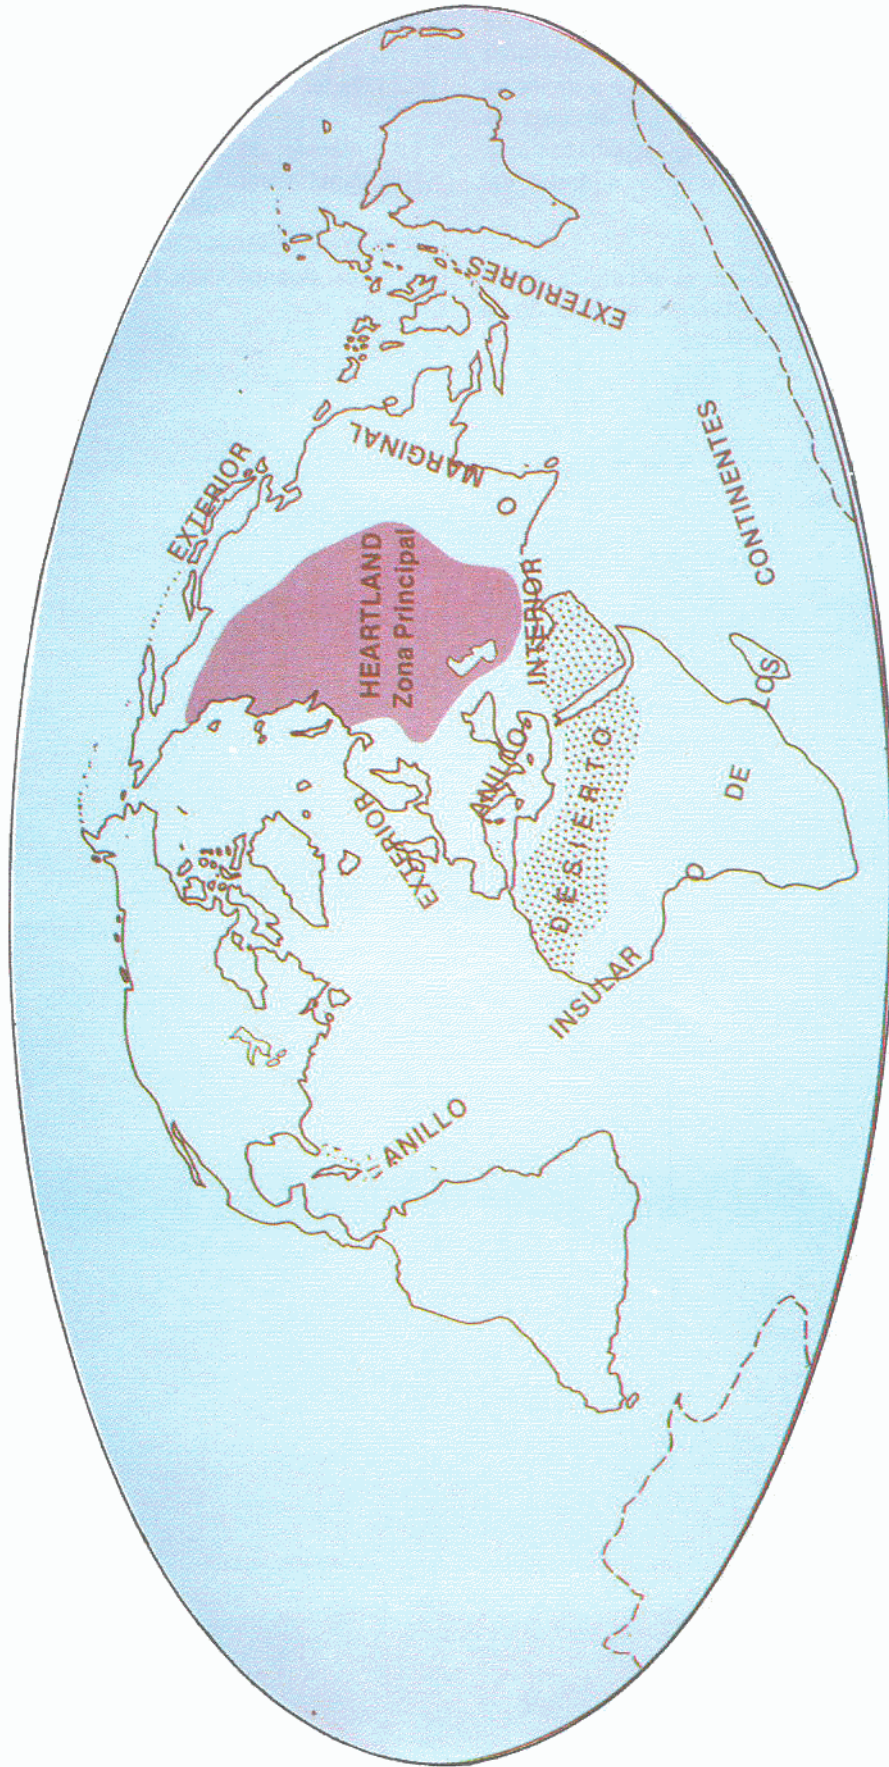 HEARTLAND
Zona Principal
DESIERTO
ANILLO INTERIOR O MARGINAL
ANILLO EXTERIOR EXTERIOR
INSULAR DE LOS CONTINENTES EXTERIORES